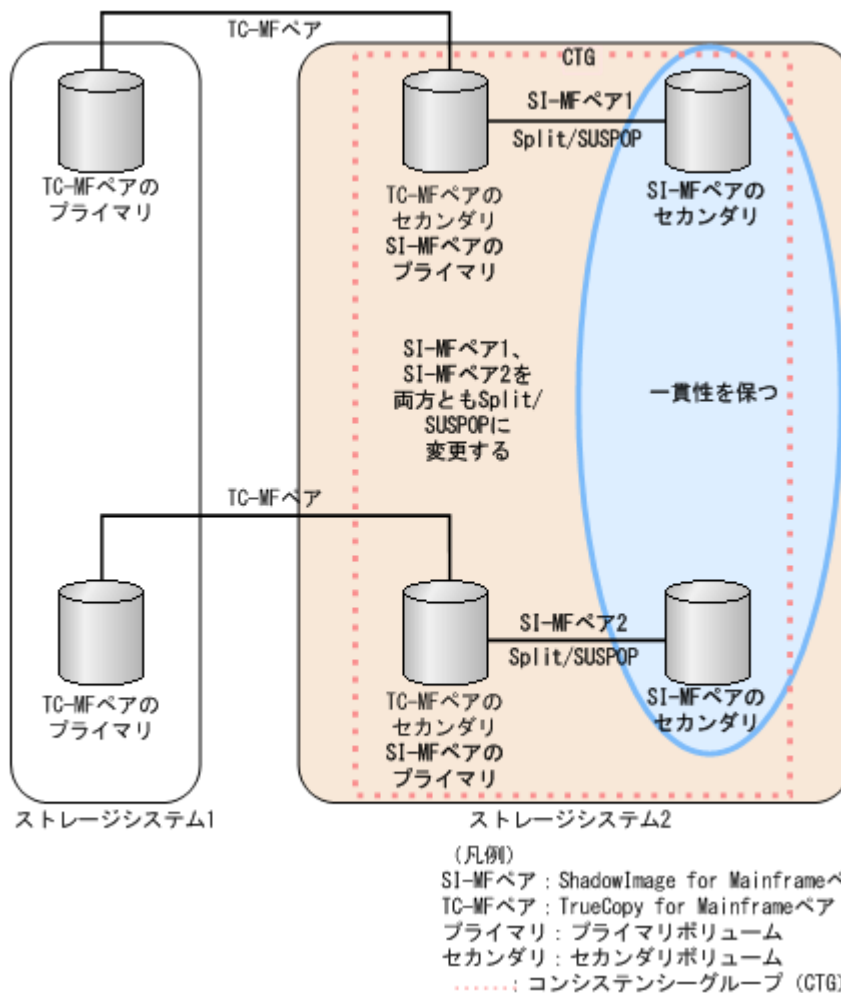 TC-MFペア
CTG
SI-MFペア1
Split/SUSPOP
TC-MFペアの
プライマリ
TC-MFペアの
セカンダリ
SI-MFペアの
プライマリ
SI-MFペアの
セカンダリ
SI-MFペア1、
SI-MFペア2を
両方ともSplit/
SUSPOPに
変更する
一貫性を保つ
TC-MFペア
SI-MFペア2
Split/SUSPOP
TC-MFペアの
プライマリ
TC-MFペアの
セカンダリ
SI-MFペアの
プライマリ
SI-MFペアの
セカンダリ
ストレージシステム1
ストレージシステム2
(凡例)
SI-MFペア：ShadowImage for Mainframeペ
TC-MFペア：TrueCopy for Mainframeペア
プライマリ：プライマリボリューム
セカンダリ：セカンダリボリューム
......：コンシステンシーグループ (CTG)